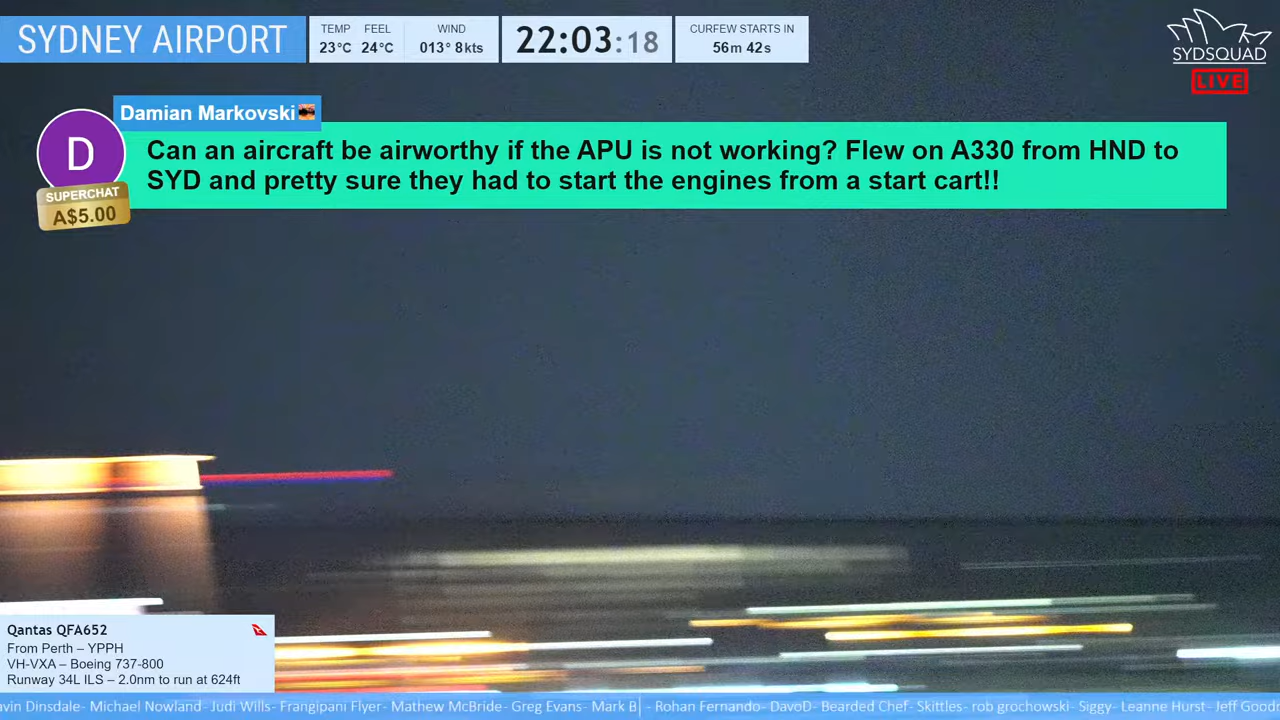 SYDNEY AIRPORT
TEMP FEEL WIND
23°C 24°C 013° 8kts
22:03:18
CURFEW STARTS IN
56m 42s
SYDSQUAD
LIVE
Damian Markovski
D
Can an aircraft be airworthy if the APU is not working? Flew on A330 from HND to
SYD and pretty sure they had to start the engines from a start cart!!
SUPERCHAT
A$5.00
Qantas QFA652
From Perth – YPPH
VH-VXA – Boeing 737-800
Runway 34L ILS – 2.0nm to run at 624ft
avin Dinsdale- Michael Nowland- Judi Wills- Frangipani Flyer- Mathew McBride- Greg Evans- Mark B| - Rohan Fernando- DavoD- Bearded Chef- Skittles- rob grochowski- Siggy- Leanne Hurst- Jeff Goodr